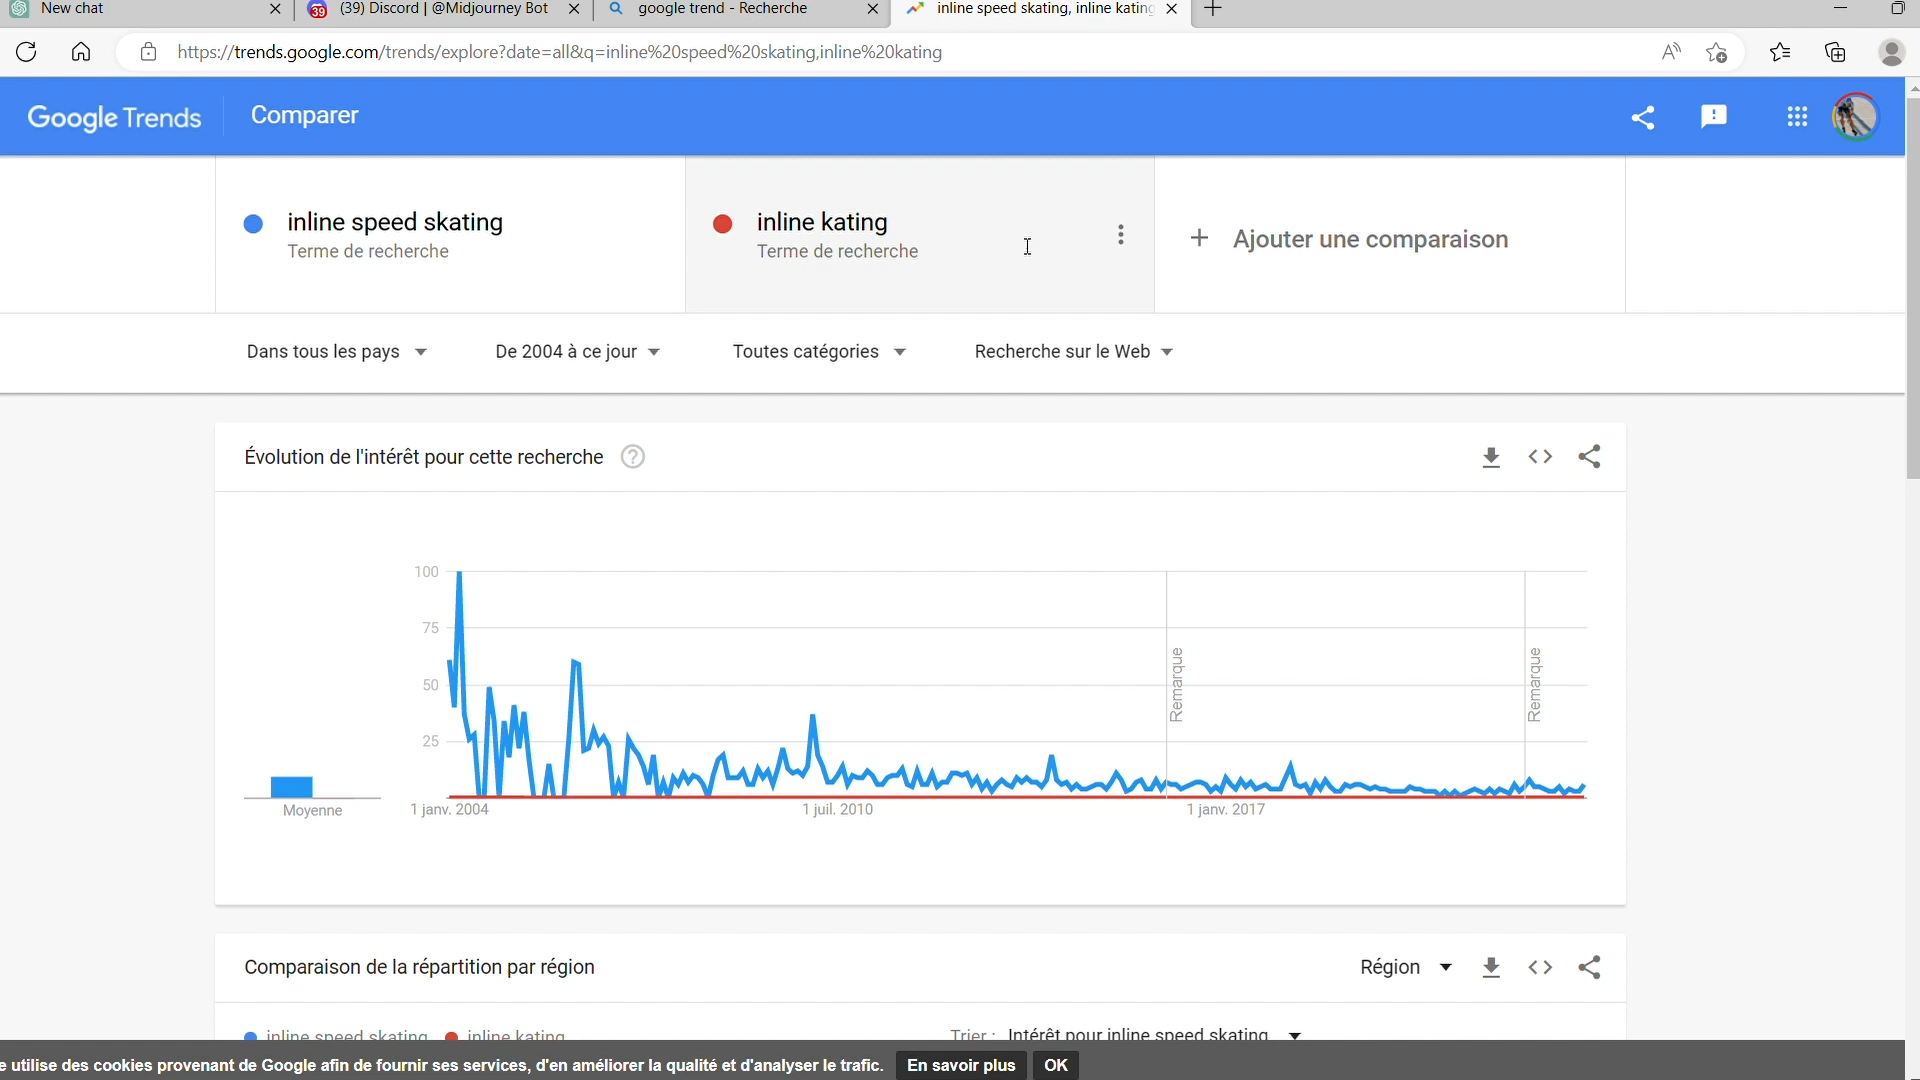 New chat
39
(39) Discord | @Midjourney Bot
google trend - Recherche
inline speed skating, inline kating
https://trends.google.com/trends/explore?date=all&q=inline%20speed%20skating,inline%20kating
Google Trends
Comparer
inline speed skating
Terme de recherche
inline kating
Terme de recherche
+ Ajouter une comparaison
Dans tous les pays
De 2004 à ce jour
Toutes catégories
Recherche sur le Web
Évolution de l'intérêt pour cette recherche
?
100
75
50
25
Remarque
Remarque
Moyenne
1 janv. 2004
1 juil. 2010
1 janv. 2017
Comparaison de la répartition par région
Région
inline speed skating
inline kating
Trier : Intérêt pour inline speed skating
e utilise des cookies provenant de Google afin de fournir ses services, d'en améliorer la qualité et d'analyser le trafic.
En savoir plus
OK